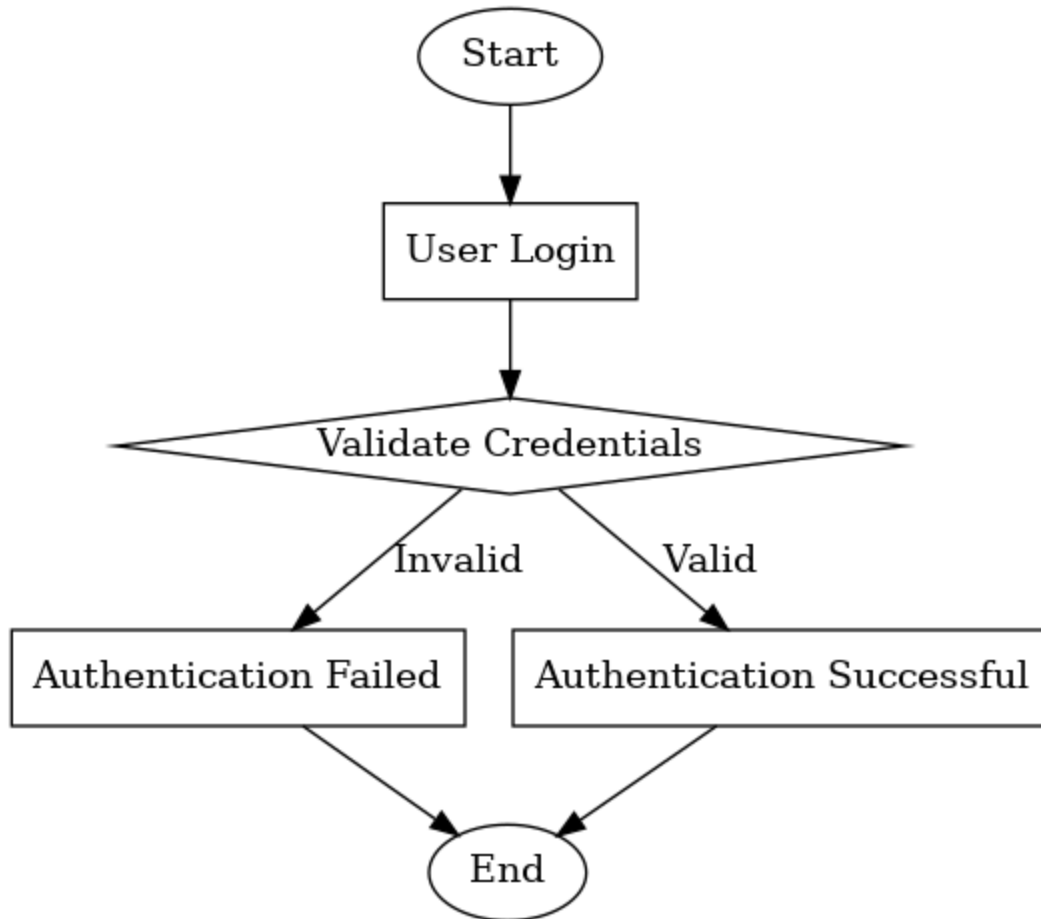 Start
User Login
Validate Credentials
Invalid
Valid
Authentication Failed
Authentication Successful
End